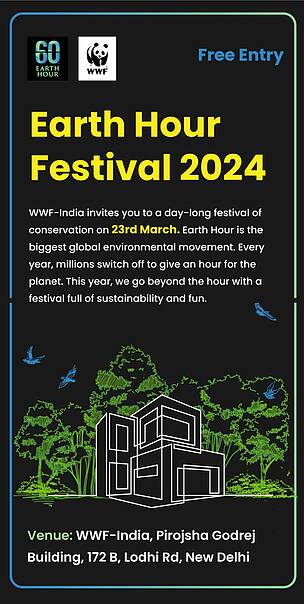 60
EARTH
HOUR
WWF
Free Entry
Earth Hour
Festival 2024
WWF-India invites you to a day-long festival of
conservation on 23rd March. Earth Hour is the
biggest global environmental movement. Every
year, millions switch off to give an hour for the
planet. This year, we go beyond the hour with a
festival full of sustainability and fun.
Venue: WWF-India, Pirojsha Godrej
Building, 172 B, Lodhi Rd, New Delhi